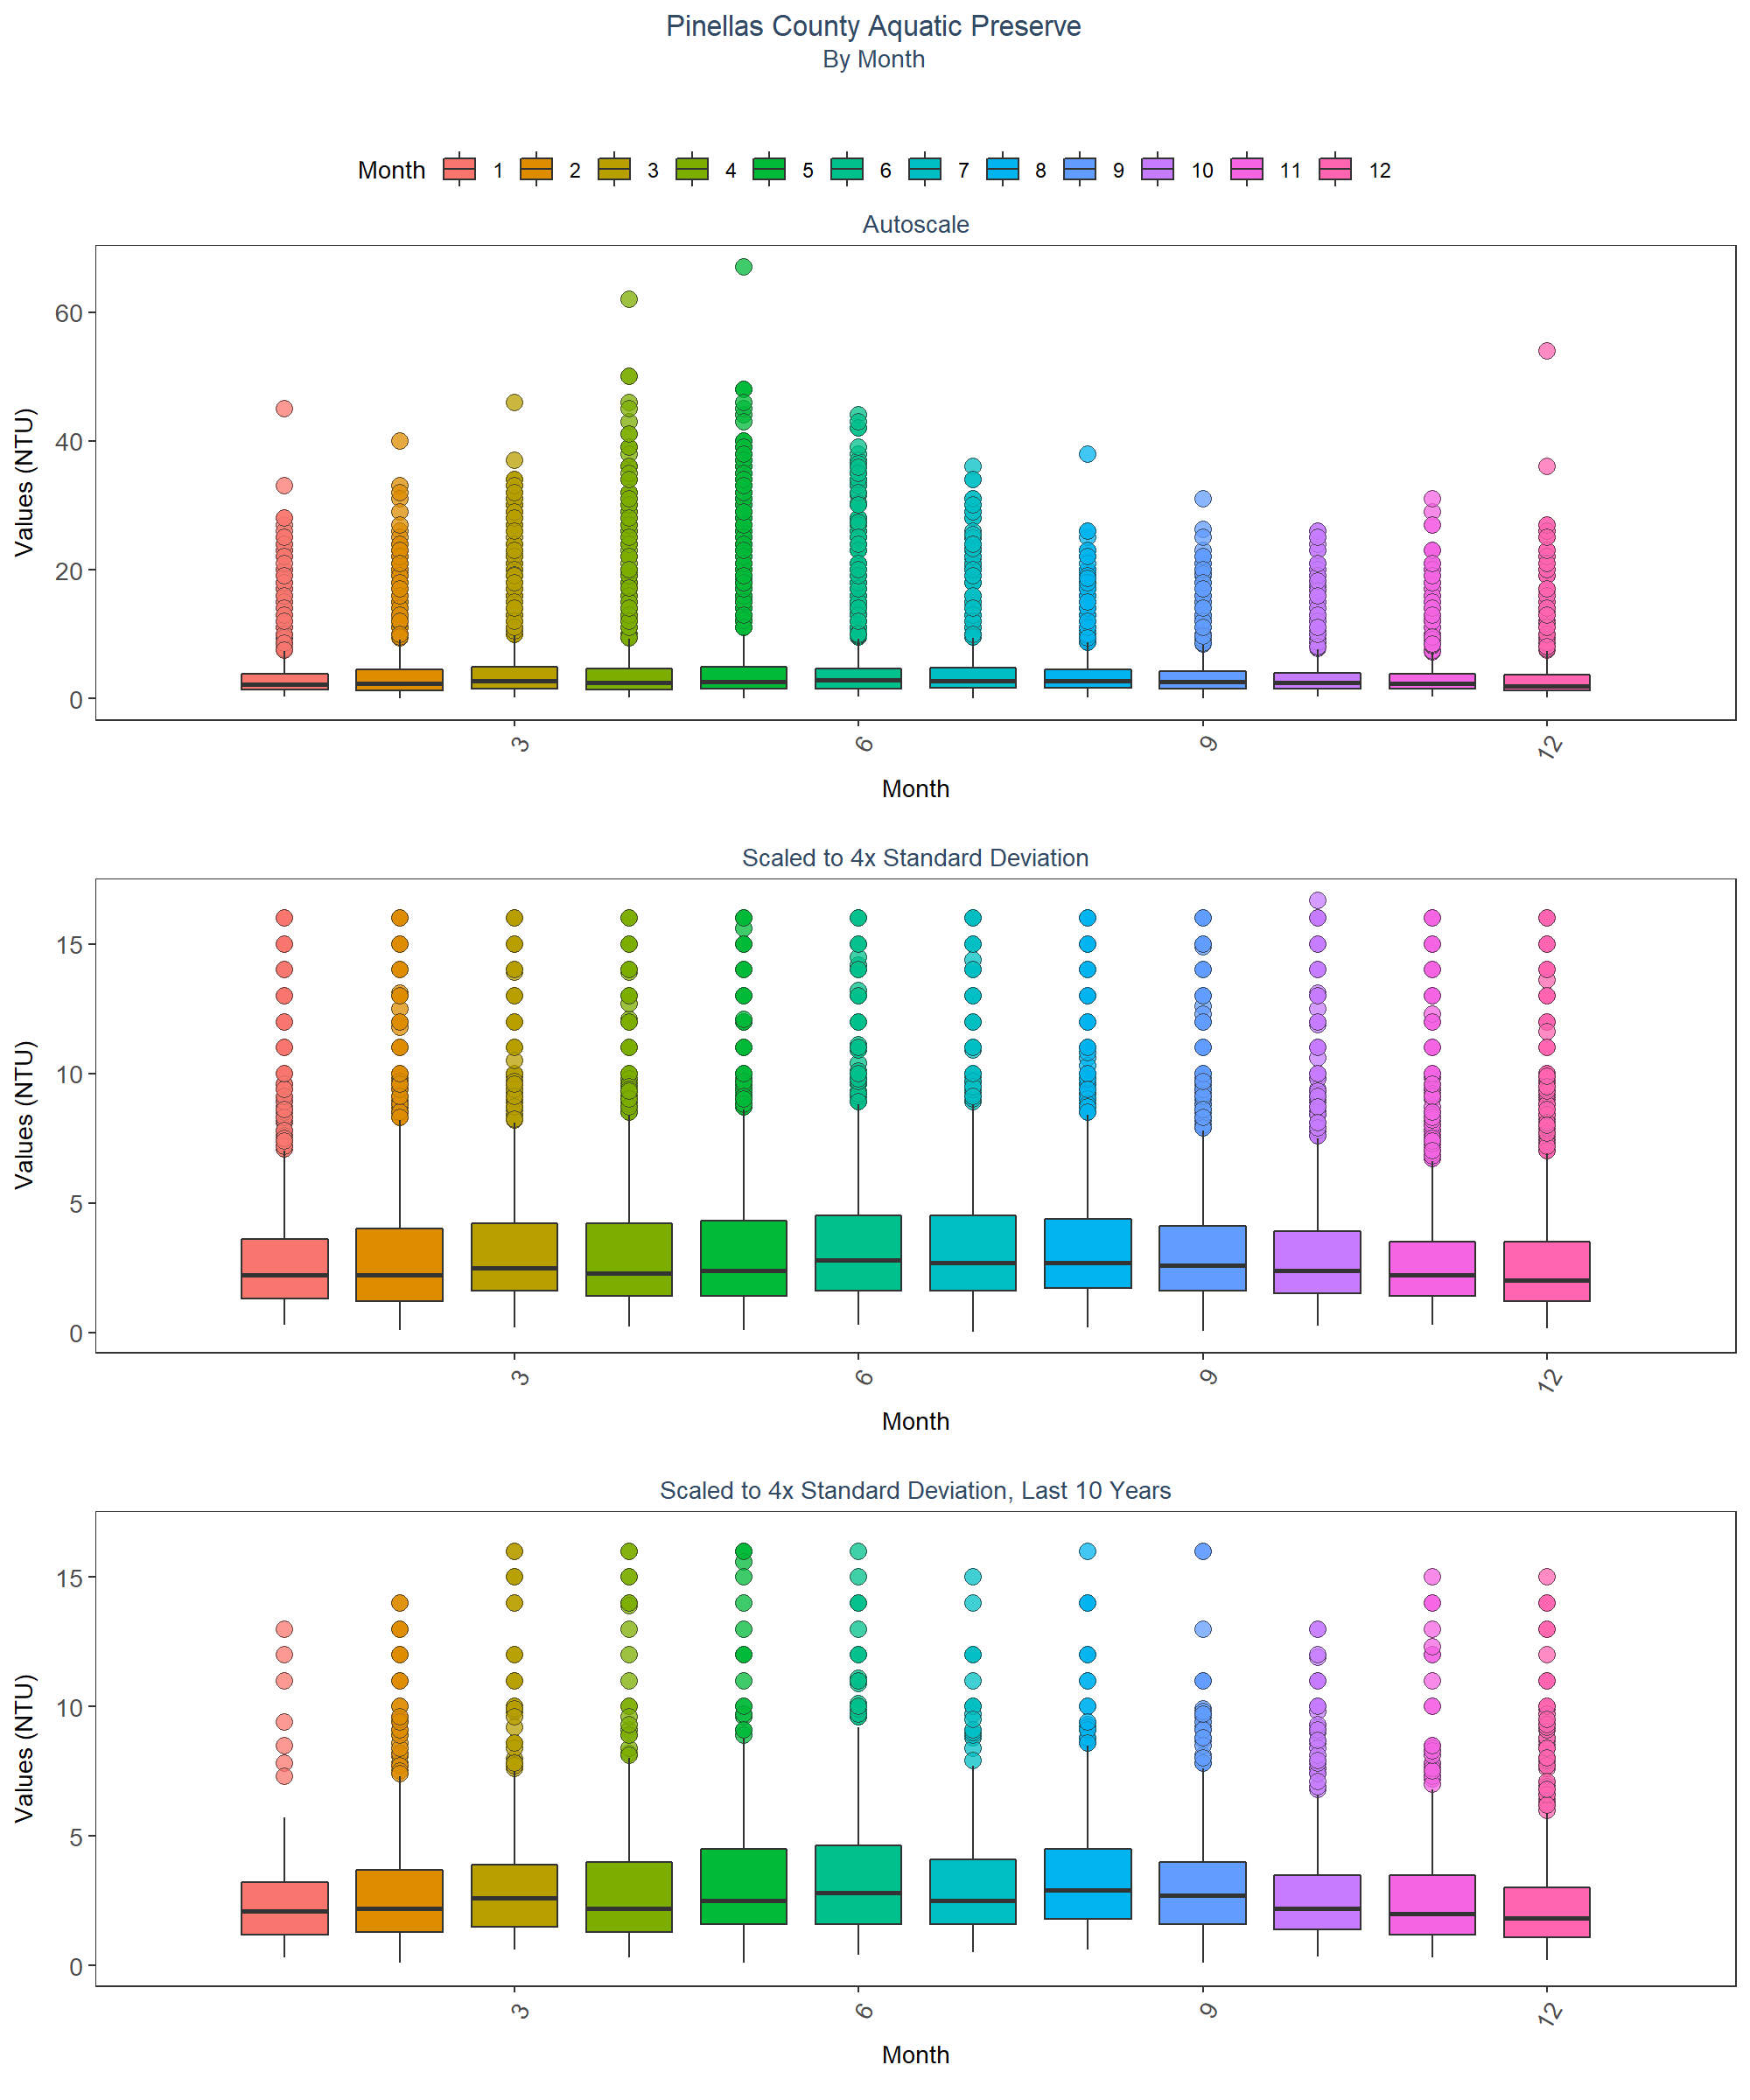 Pinellas County Aquatic Preserve
By Month
Month 1 2 3 4 5 6 7 8 9 10 11 12
Autoscale
Values (NTU)
60
40
20
0
3 6 9 12
Month
Scaled to 4x Standard Deviation
Values (NTU)
15
10
5
0
3 6 9 12
Month
Scaled to 4x Standard Deviation, Last 10 Years
Values (NTU)
15
10
5
0
3 6 9 12
Month